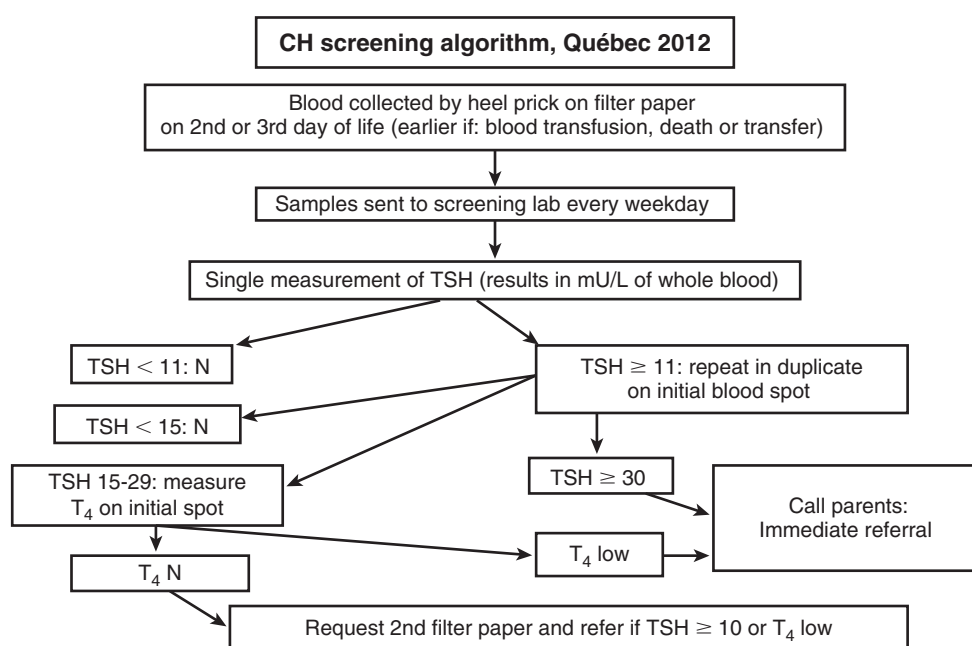 CH screening algorithm, Québec 2012
Blood collected by heel prick on filter paper
on 2nd or 3rd day of life (earlier if: blood transfusion, death or transfer)
Samples sent to screening lab every weekday
Single measurement of TSH (results in mU/L of whole blood)
TSH < 11: N
TSH ≥ 11: repeat in duplicate
on initial blood spot
TSH < 15: N
TSH 15-29: measure
T₄ on initial spot
TSH ≥ 30
Call parents:
Immediate referral
T₄ low
T₄ N
Request 2nd filter paper and refer if TSH ≥ 10 or T₄ low